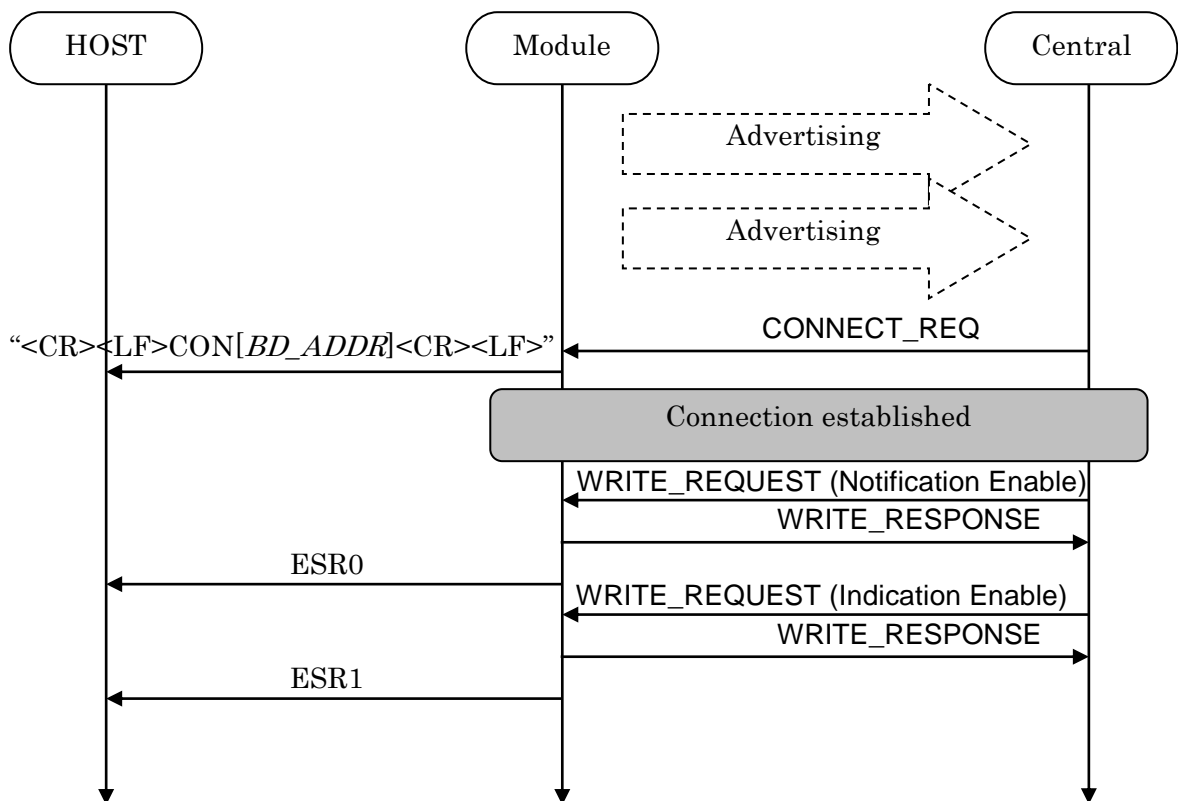 HOST
Module
Central
Advertising
Advertising
CONNECT_REQ
“<CR><LF>CON[BD_ADDR]<CR><LF>”
Connection established
WRITE_REQUEST (Notification Enable)
WRITE_RESPONSE
ESR0
WRITE_REQUEST (Indication Enable)
WRITE_RESPONSE
ESR1